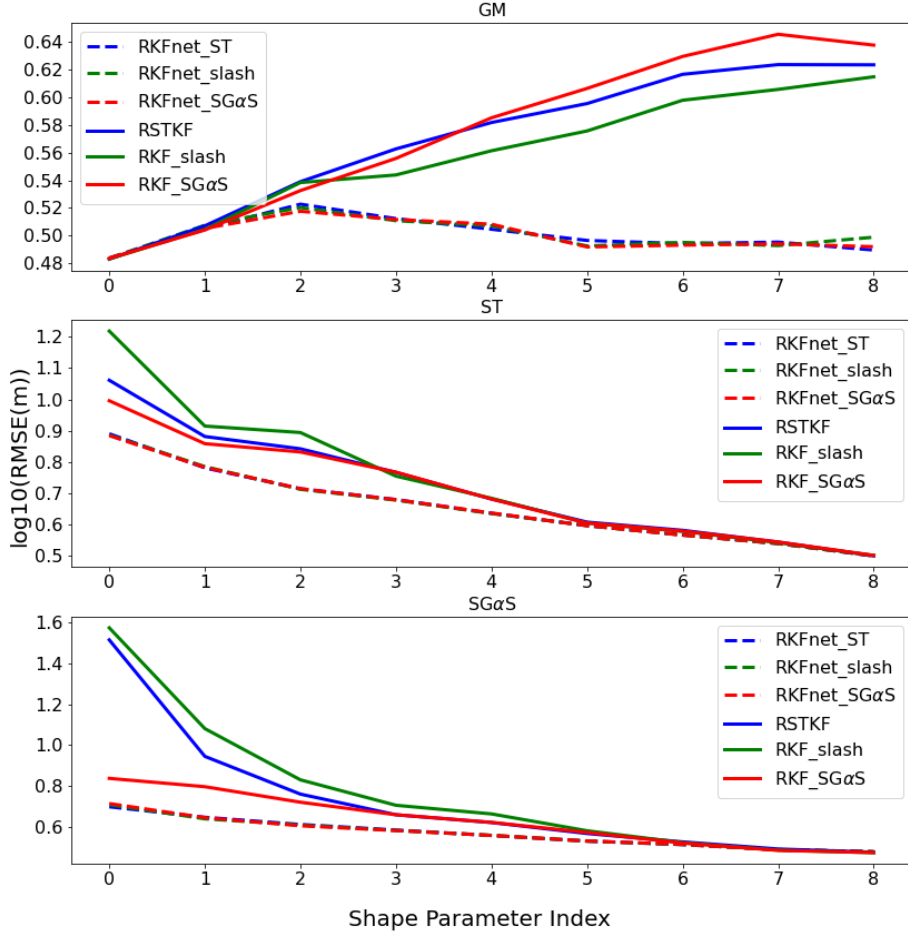 GM
0.64
0.62
0.60
0.58
0.56
0.54
0.52
0.50
0.48
RKFnet_ST
RKFnet_slash
RKFnet_SGαS
RSTKF
RKF_slash
RKF_SGαS
0 1 2 3 4 5 6 7 8
ST
log10(RMSE(m))
1.2
1.1
1.0
0.9
0.8
0.7
0.6
0.5
RKFnet_ST
RKFnet_slash
RKFnet_SGαS
RSTKF
RKF_slash
RKF_SGαS
0 1 2 3 4 5 6 7 8
SGαS
1.6
1.4
1.2
1.0
0.8
0.6
RKFnet_ST
RKFnet_slash
RKFnet_SGαS
RSTKF
RKF_slash
RKF_SGαS
0 1 2 3 4 5 6 7 8
Shape Parameter Index